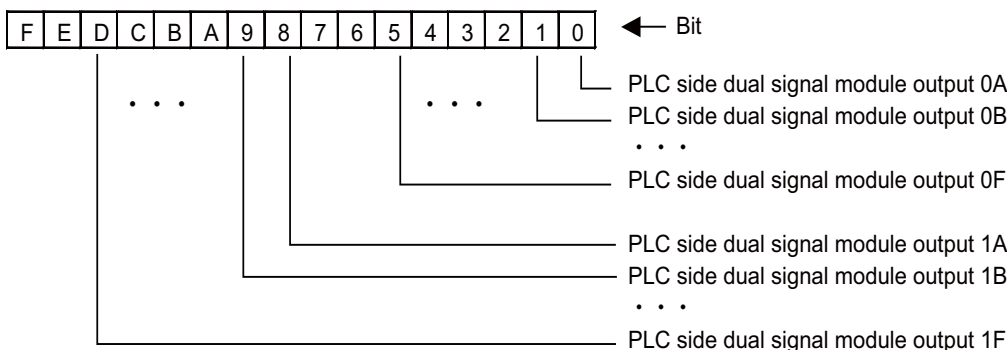 F E D C B A 9 8 7 6 5 4 3 2 1 0 Bit
PLC side dual signal module output 0A
. . . . . .
PLC side dual signal module output 0B
. . .
PLC side dual signal module output 0F
PLC side dual signal module output 1A
PLC side dual signal module output 1B
. . .
PLC side dual signal module output 1F